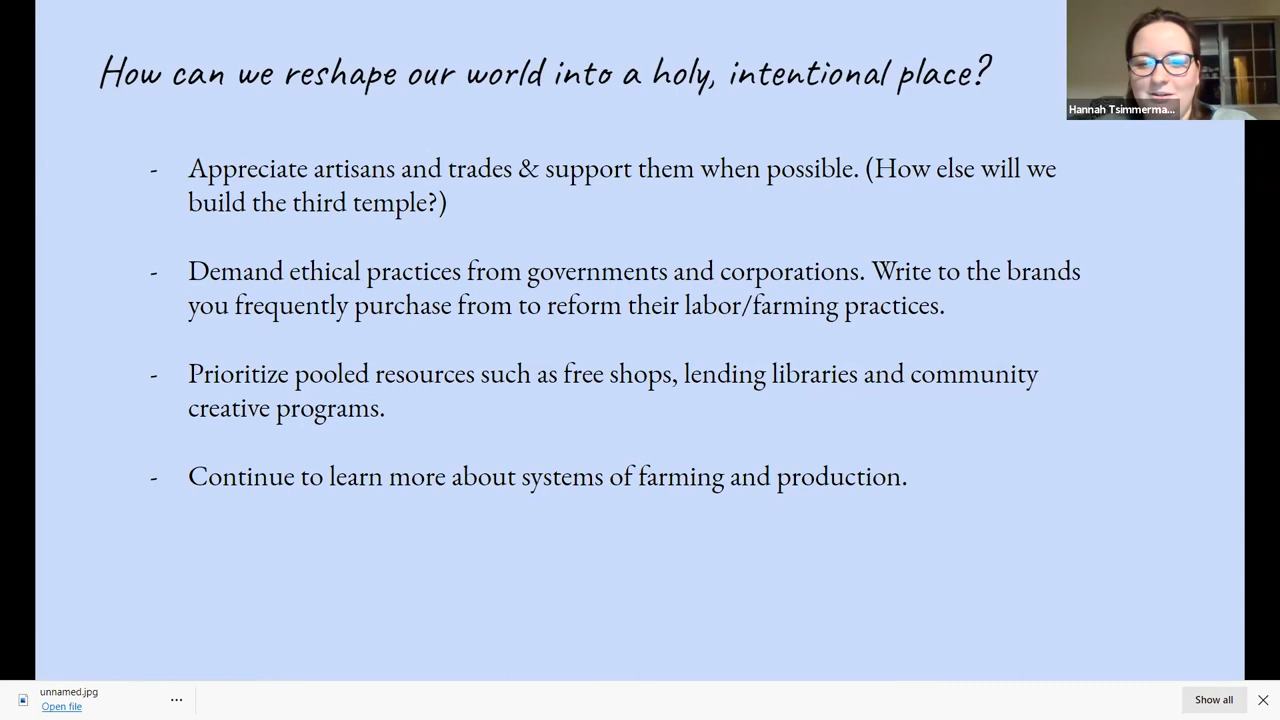 How can we reshape our world into a holy, intentional place?
Hannah Tsimmerma...
- Appreciate artisans and trades & support them when possible. (How else will we
build the third temple?)
- Demand ethical practices from governments and corporations. Write to the brands
you frequently purchase from to reform their labor/farming practices.
- Prioritize pooled resources such as free shops, lending libraries and community
creative programs.
- Continue to learn more about systems of farming and production.
unnamed.jpg
Open file
...
Show all